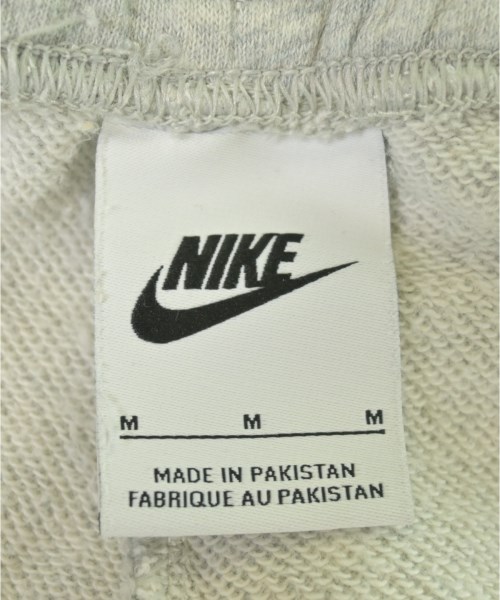 NIKE
M M M
MADE IN PAKISTAN
FABRIQUE AU PAKISTAN